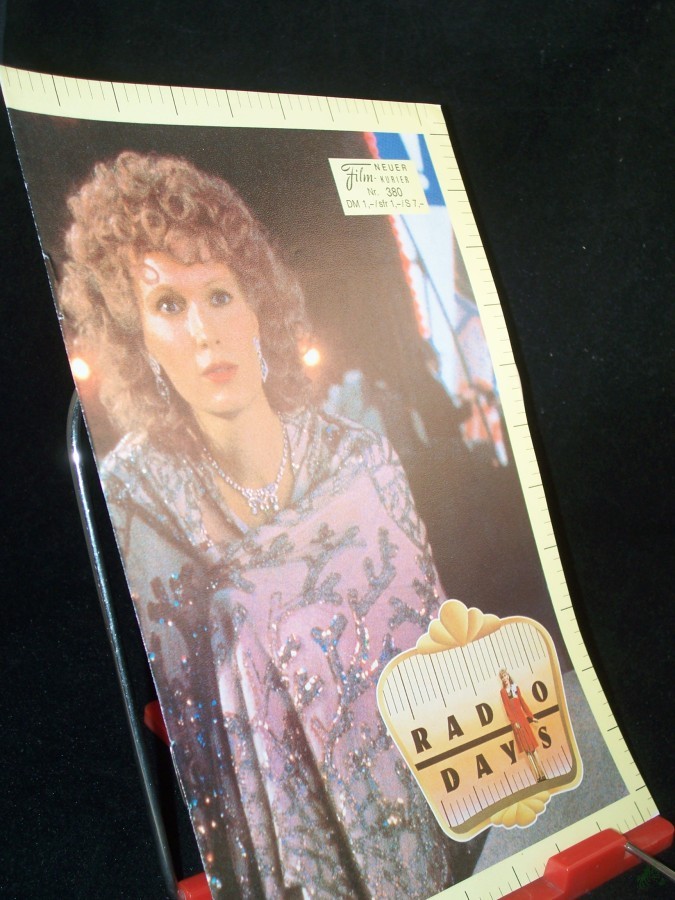 NEUER
Film-KURIER
Nr. 380
DM 1,-/sfr 1,-/S 7,-
RADIO
DAYS